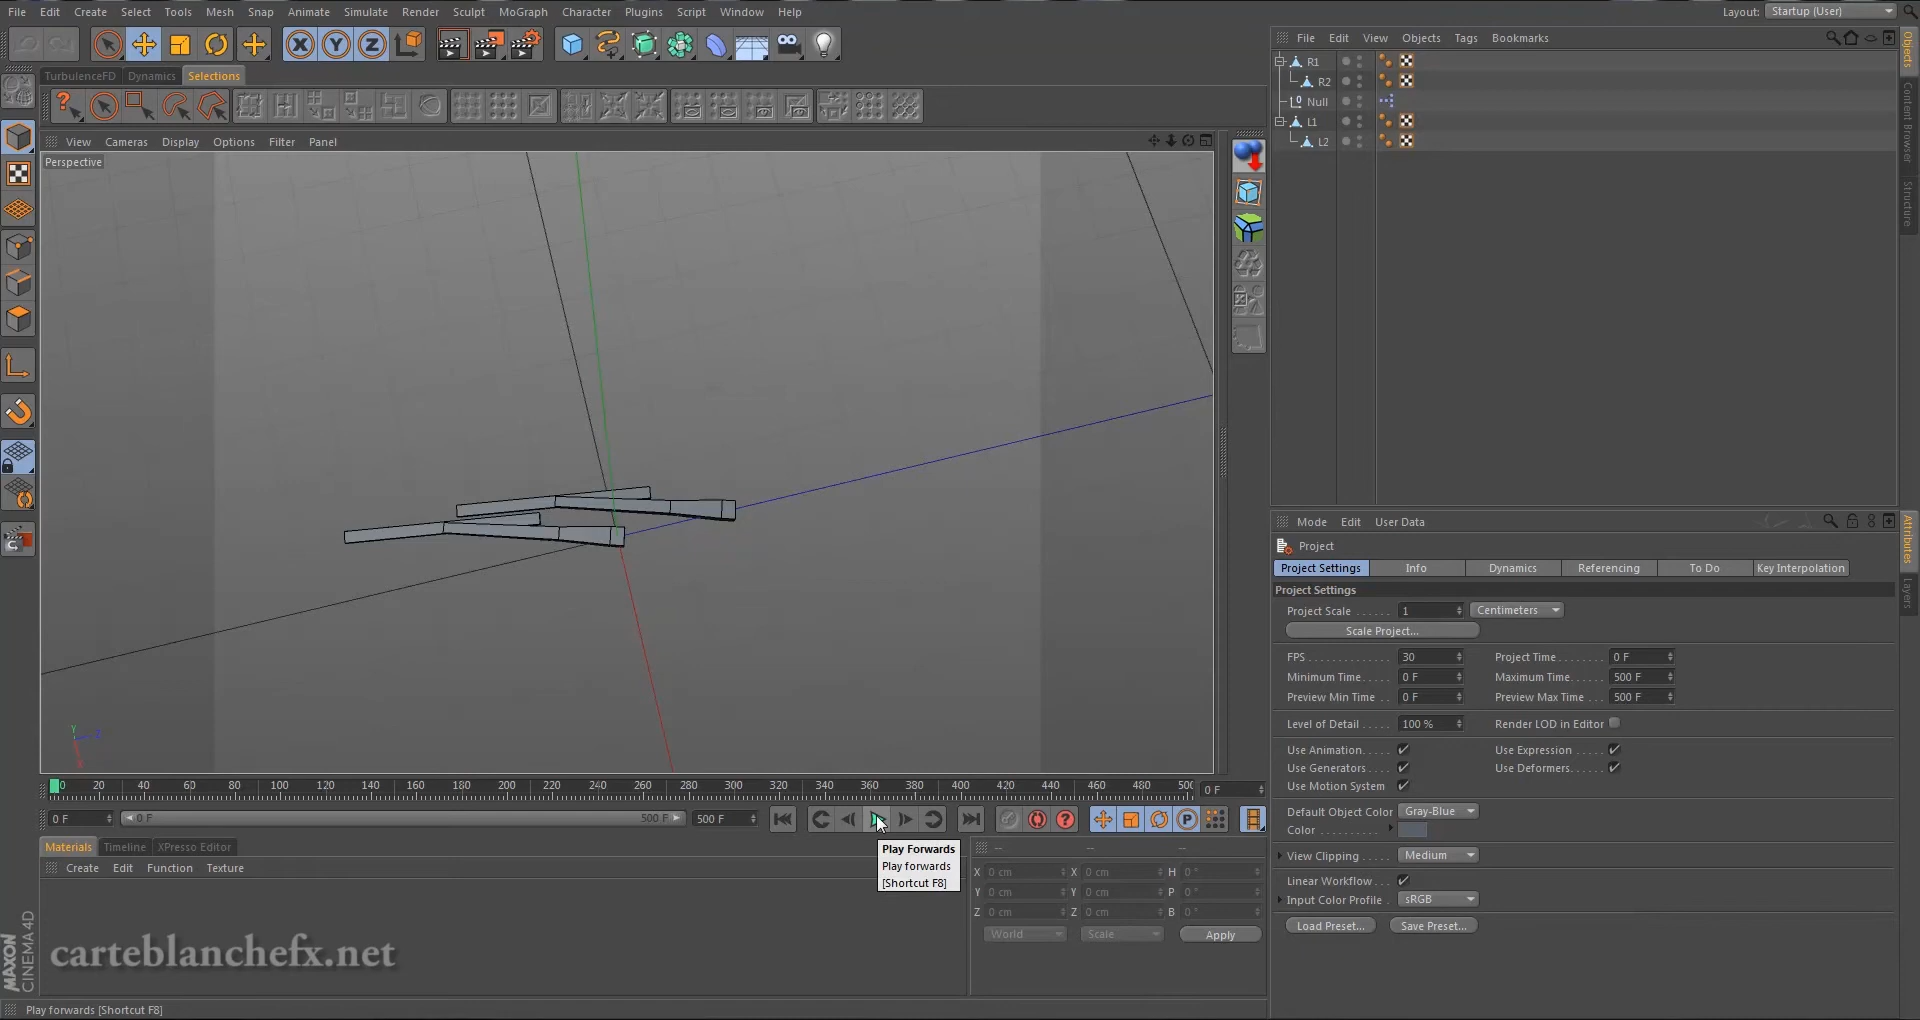 File Edit Create Select Tools Mesh Snap Animate Simulate Render Sculpt MoGraph Character Plugins Script Window Help
Layout: Startup (User)
TurbulenceFD Dynamics Selections
View Cameras Display Options Filter Panel
Perspective
Y Z X
0 20 40 60 80 100 120 140 160 180 200 220 240 260 280 300 320 340 360 380 400 420 440 460 480 500 0 F
0 F 0 F 500 F 500 F
Play Forwards
Play forwards
[Shortcut F8]
Materials Timeline XPresso Editor
Create Edit Function Texture
-- -- --
X 0 cm X 0 cm H 0 °
Y 0 cm Y 0 cm P 0 °
Z 0 cm Z 0 cm B 0 °
World Scale Apply
MAXON
CINEMA 4D
carteblanchefx.net
Play forwards [Shortcut F8]
File Edit View Objects Tags Bookmarks
R1
R2
Null
L1
L2
Objects
Content Browser
Structure
Mode Edit User Data
Project
Project Settings Info Dynamics Referencing To Do Key Interpolation
Project Settings
Project Scale 1 Centimeters
Scale Project...
FPS 30 Project Time 0 F
Minimum Time 0 F Maximum Time 500 F
Preview Min Time 0 F Preview Max Time 500 F
Level of Detail 100 % Render LOD in Editor
Use Animation Use Expression
Use Generators Use Deformers
Use Motion System
Default Object Color Gray-Blue
Color
View Clipping Medium
Linear Workflow
Input Color Profile sRGB
Load Preset... Save Preset...
Attributes
Layers